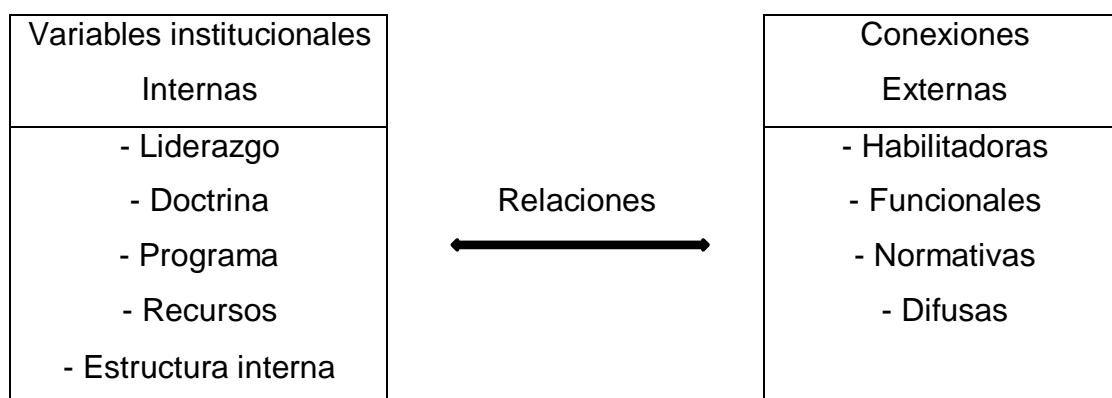 Variables institucionales
Internas
- Liderazgo
- Doctrina
- Programa
- Recursos
- Estructura interna
Relaciones
Conexiones
Externas
- Habilitadoras
- Funcionales
- Normativas
- Difusas